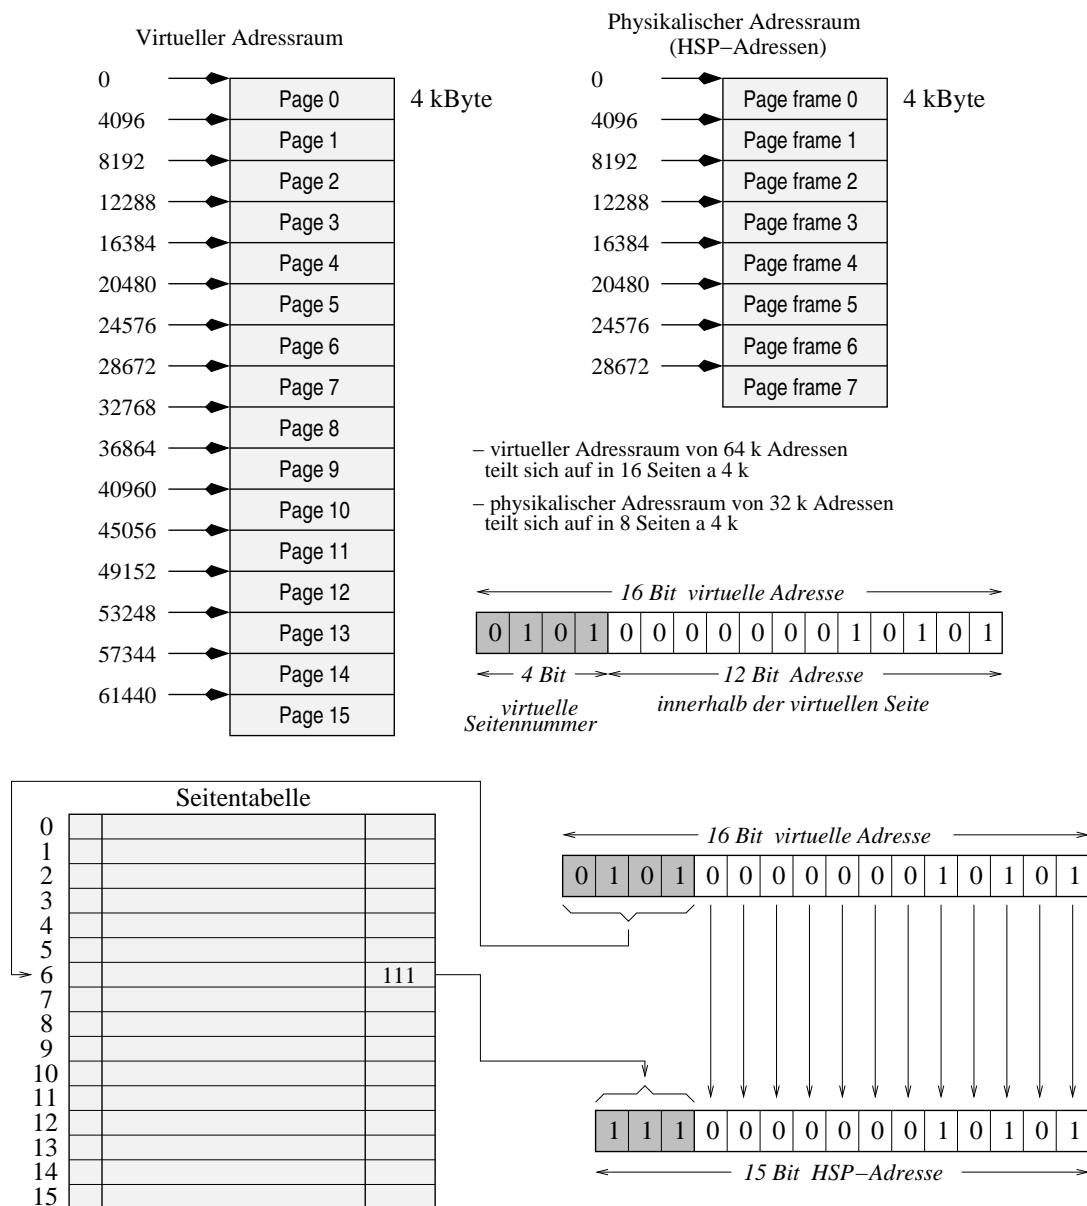 Virtueller Adressraum
0
4096
8192
12288
16384
20480
24576
28672
32768
36864
40960
45056
49152
53248
57344
61440
Page 0
Page 1
Page 2
Page 3
Page 4
Page 5
Page 6
Page 7
Page 8
Page 9
Page 10
Page 11
Page 12
Page 13
Page 14
Page 15
4 kByte
Physikalischer Adressraum
(HSP−Adressen)
0
4096
8192
12288
16384
20480
24576
28672
Page frame 0
Page frame 1
Page frame 2
Page frame 3
Page frame 4
Page frame 5
Page frame 6
Page frame 7
4 kByte
− virtueller Adressraum von 64 k Adressen
teilt sich auf in 16 Seiten a 4 k
− physikalischer Adressraum von 32 k Adressen
teilt sich auf in 8 Seiten a 4 k
16 Bit virtuelle Adresse
0 1 0 1 0 0 0 0 0 0 0 1 0 1 0 1
4 Bit
virtuelle
Seitennummer
12 Bit Adresse
innerhalb der virtuellen Seite
Seitentabelle
0
1
2
3
4
5
6 111
7
8
9
10
11
12
13
14
15
16 Bit virtuelle Adresse
0 1 0 1 0 0 0 0 0 0 0 1 0 1 0 1
1 1 1 0 0 0 0 0 0 0 1 0 1 0 1
15 Bit HSP−Adresse